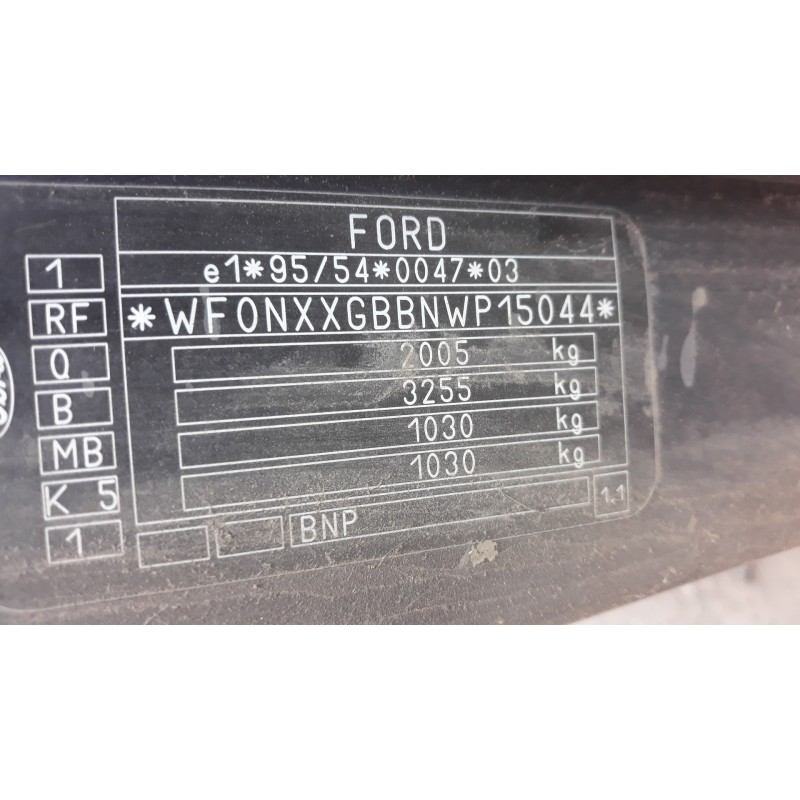 FORD
1 e1*95/54*0047*03
RF *WF0NXXGBBNWP15044*
Q 2005 kg
B 3255 kg
MB 1030 kg
K 5 1030 kg
1 BNP 1.1